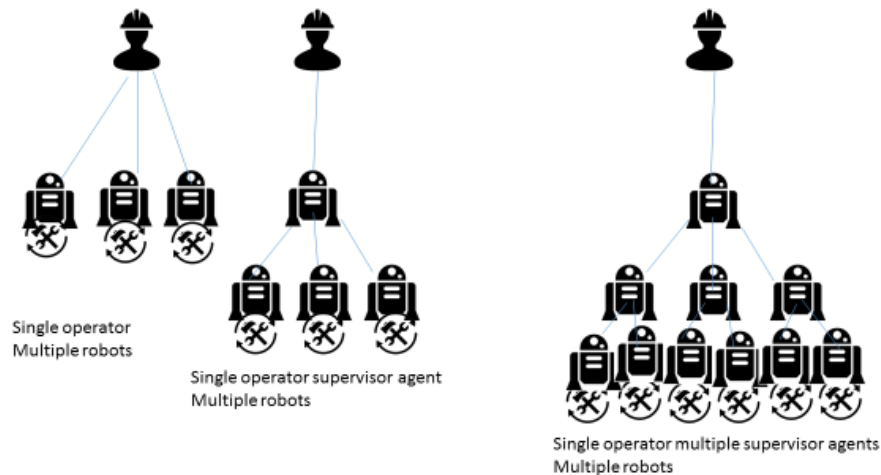 Single operator
Multiple robots
Single operator supervisor agent
Multiple robots
Single operator multiple supervisor agents
Multiple robots